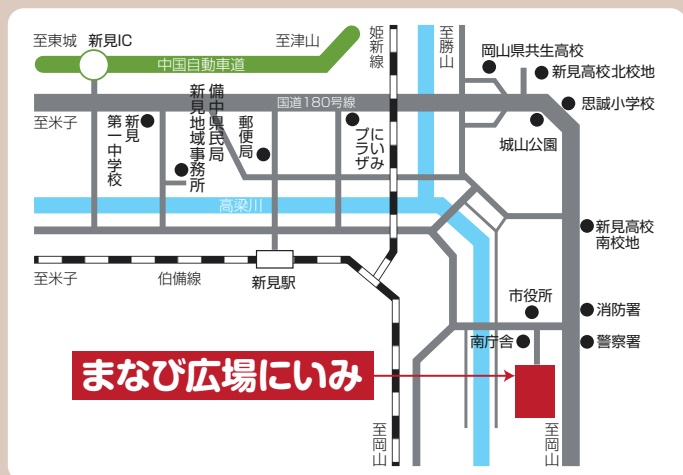 至東城
新見IC
至津山
中国自動車道
姫新線
至勝山
岡山県共生高校
新見高校北校地
思誠小学校
城山公園
国道180号線
至米子
新見
第一中学校
備中県民局
新見地域事務所
郵便局
にいみ
プラザ
高梁川
新見高校
南校地
至米子
伯備線
新見駅
市役所
消防署
南庁舎
警察署
まなび広場にいみ
至岡山
至岡山